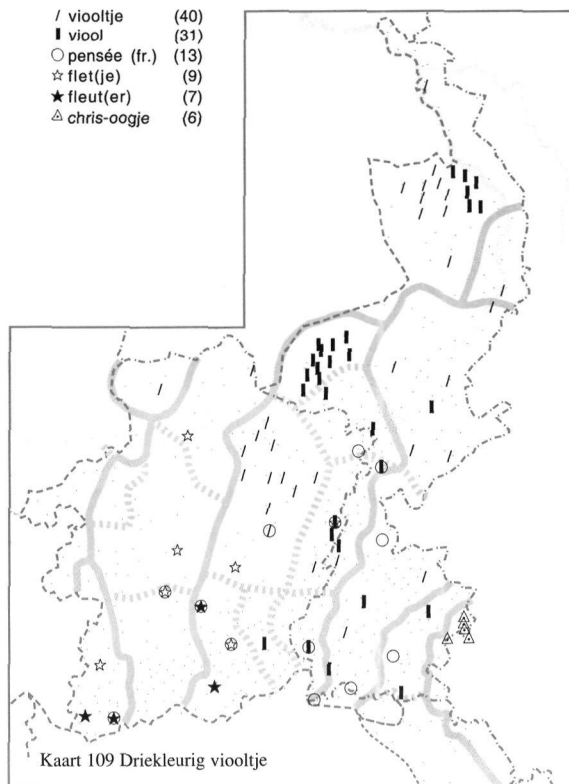 / viooltje (40)
▮ viool (31)
○ pensée (fr.) (13)
☆ flet(je) (9)
★ fleut(er) (7)
◬ chris-oogje (6)
Kaart 109 Driekleurig viooltje